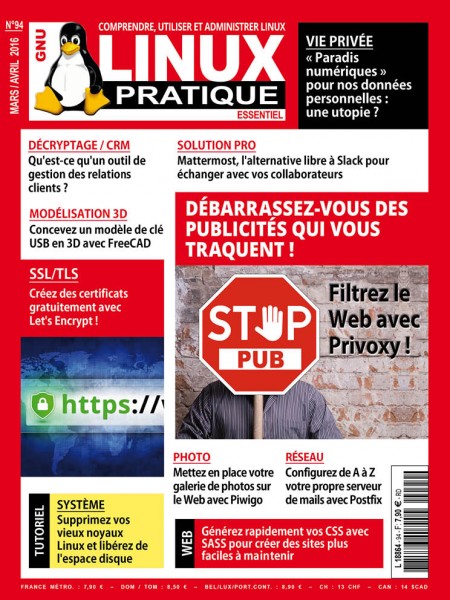 N°94
MARS / AVRIL 2016
COMPRENDRE, UTILISER ET ADMINISTRER LINUX
GNU
LINUX
PRATIQUE
ESSENTIEL
VIE PRIVÉE
« Paradis
numériques »
pour nos données
personnelles :
une utopie ?
DÉCRYPTAGE / CRM
Qu'est-ce qu'un outil de
gestion des relations
clients ?
SOLUTION PRO
Mattermost, l'alternative libre à Slack pour
échanger avec vos collaborateurs
MODÉLISATION 3D
Concevez un modèle de clé
USB en 3D avec FreeCAD
DÉBARRASSEZ-VOUS DES
PUBLICITÉS QUI VOUS
TRAQUENT !
SSL/TLS
Créez des certificats
gratuitement avec
Let's Encrypt !
https://
STOP
PUB
Filtrez le
Web avec
Privoxy !
PHOTO
Mettez en place votre
galerie de photos sur
le Web avec Piwigo
RÉSEAU
Configurez de A à Z
votre propre serveur
de mails avec Postfix
TUTORIEL
SYSTÈME
Supprimez vos
vieux noyaux
Linux et libérez de
l'espace disque
WEB
Générez rapidement vos CSS avec
SASS pour créer des sites plus
faciles à maintenir
L 18864 - 94 - F: 7,90 € - RD
FRANCE MÉTRO. : 7,90 € — DOM / TOM : 8,50 € — BEL/LUX/PORT.CONT. : 8,90 € — CH : 13 CHF — CAN : 14 $CAD